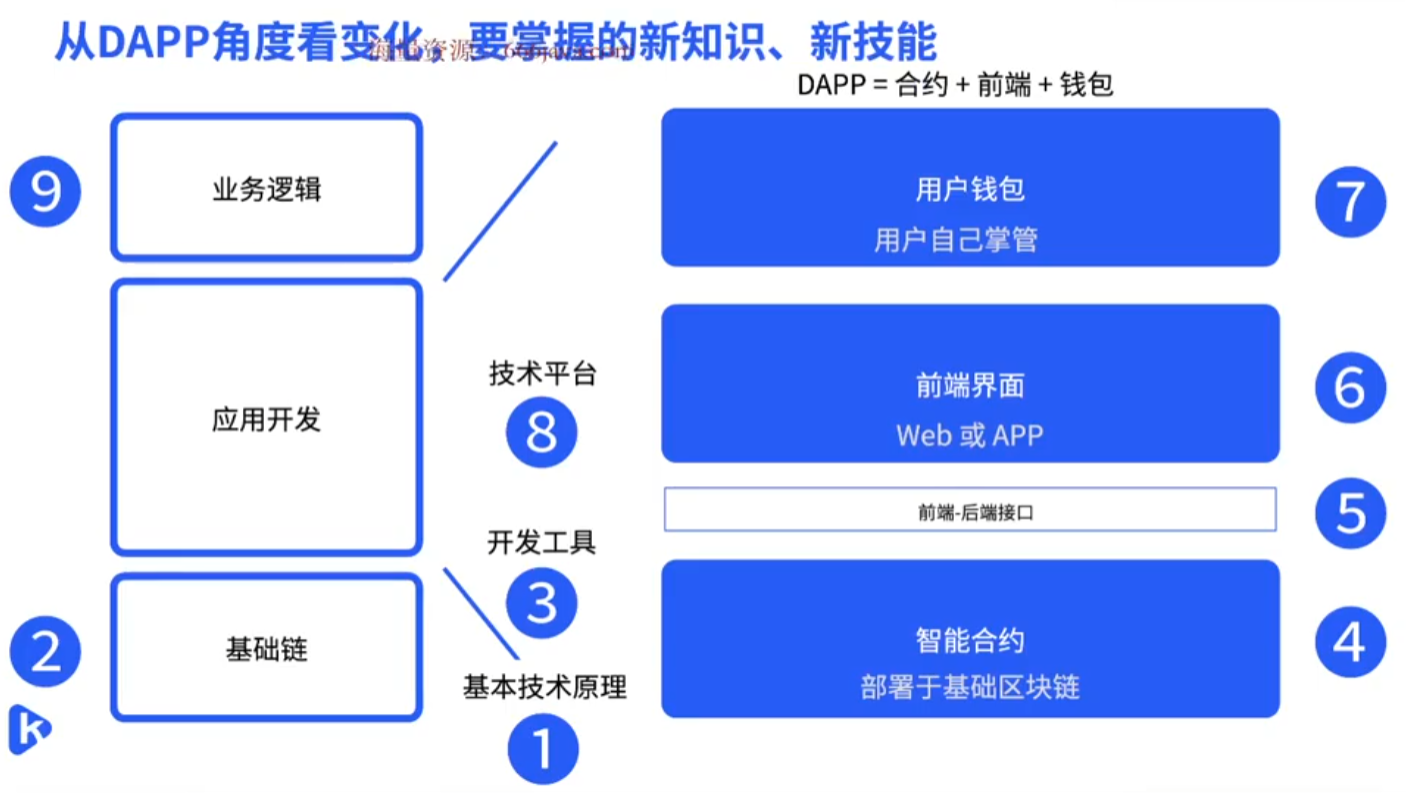 从DAPP角度看变化，要掌握的新知识、新技能
DAPP = 合约 + 前端 + 钱包
9
业务逻辑
用户钱包
用户自己掌管
7
应用开发
技术平台
8
前端界面
Web 或 APP
6
前端-后端接口
5
开发工具
3
2
基础链
基本技术原理
1
智能合约
部署于基础区块链
4
k